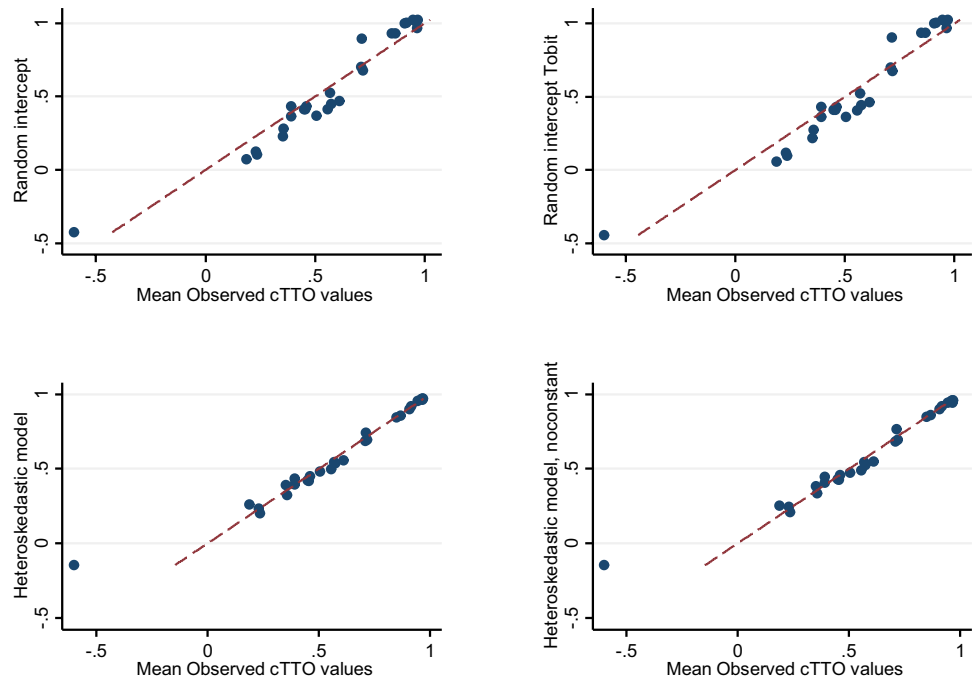 Random intercept
1
.5
0
-.5
-.5 0 .5 1
Mean Observed cTTO values
Random intercept Tobit
1
.5
0
-.5
-.5 0 .5 1
Mean Observed cTTO values
Heteroskedastic model
1
.5
0
-.5
-.5 0 .5 1
Mean Observed cTTO values
Heteroskedastic model, noconstant
1
.5
0
-.5
-.5 0 .5 1
Mean Observed cTTO values